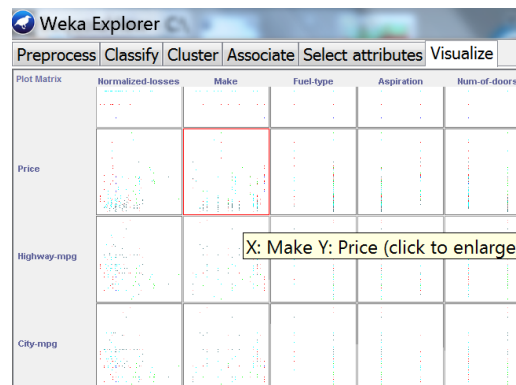 Weka Explorer
Preprocess Classify Cluster Associate Select attributes Visualize
Plot Matrix Normalized-losses Make Fuel-type Aspiration Num-of-doors
Price
X: Make Y: Price (click to enlarge
Highway-mpg
City-mpg